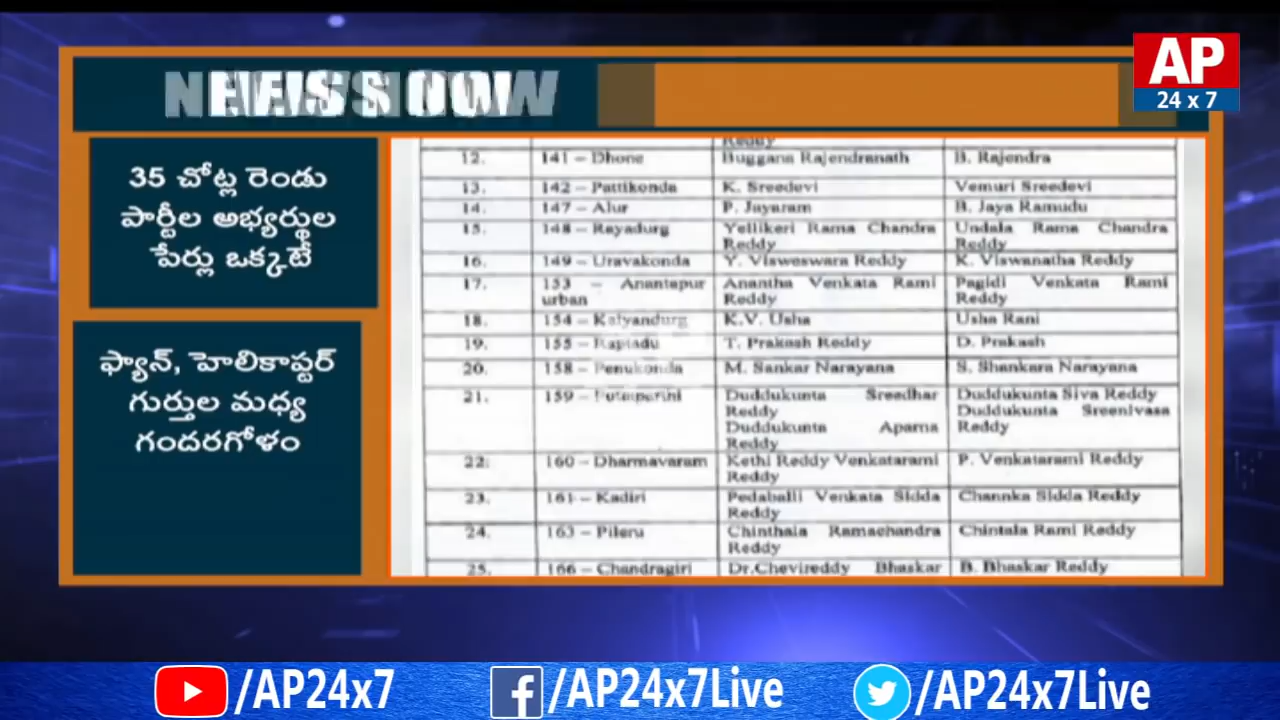 AP
24 x 7
35 చోట్ల రెండు
పార్టీల అభ్యర్థుల
పేర్లు ఒక్కటే
ఫ్యాన్, హెలికాప్టర్
గుర్తుల మధ్య
గందరగోళం
Reddy
12. 141 – Dhone Buggana Rajendranath B. Rajendra
13. 142 – Pattikonda K. Sreedevi Vemuri Sreedevi
14. 147 – Alur P. Jayaram B. Jaya Ramudu
15. 148 – Rayadurg Yellikeri Rama Chandra Undala Rama Chandra
Reddy Reddy
16. 149 – Uravakonda Y. Visweswara Reddy K. Viswanatha Reddy
17. 153 – Anantapur Anantha Venkata Rami Pagidi Venkata Rami
urban Reddy Reddy
18. 154 – Kalyandurg K.V. Usha Usha Rani
19. 155 – Raptadu T. Prakash Reddy D. Prakash
20. 158 – Penukonda M. Sankar Narayana S. Shankara Narayana
21. 159 – Duddukunta Sreedhar Duddukunta Siva Reddy
Reddy Duddukunta Sreenivasa
Duddukunta Aparna Reddy
Reddy
22. 160 – Dharmavaram Kethi Reddy Venkatarami P. Venkatarami Reddy
Reddy
23. 161 – Kadiri Pedaballi Venkata Sidda Channka Sidda Reddy
Reddy
24. 163 – Pileru Chinthala Ramachandra Chintala Rami Reddy
Reddy
25. 166 – Chandragiri Dr.Chevireddy Bhaskar B. Bhaskar Reddy
/AP24x7 /AP24x7Live /AP24x7Live